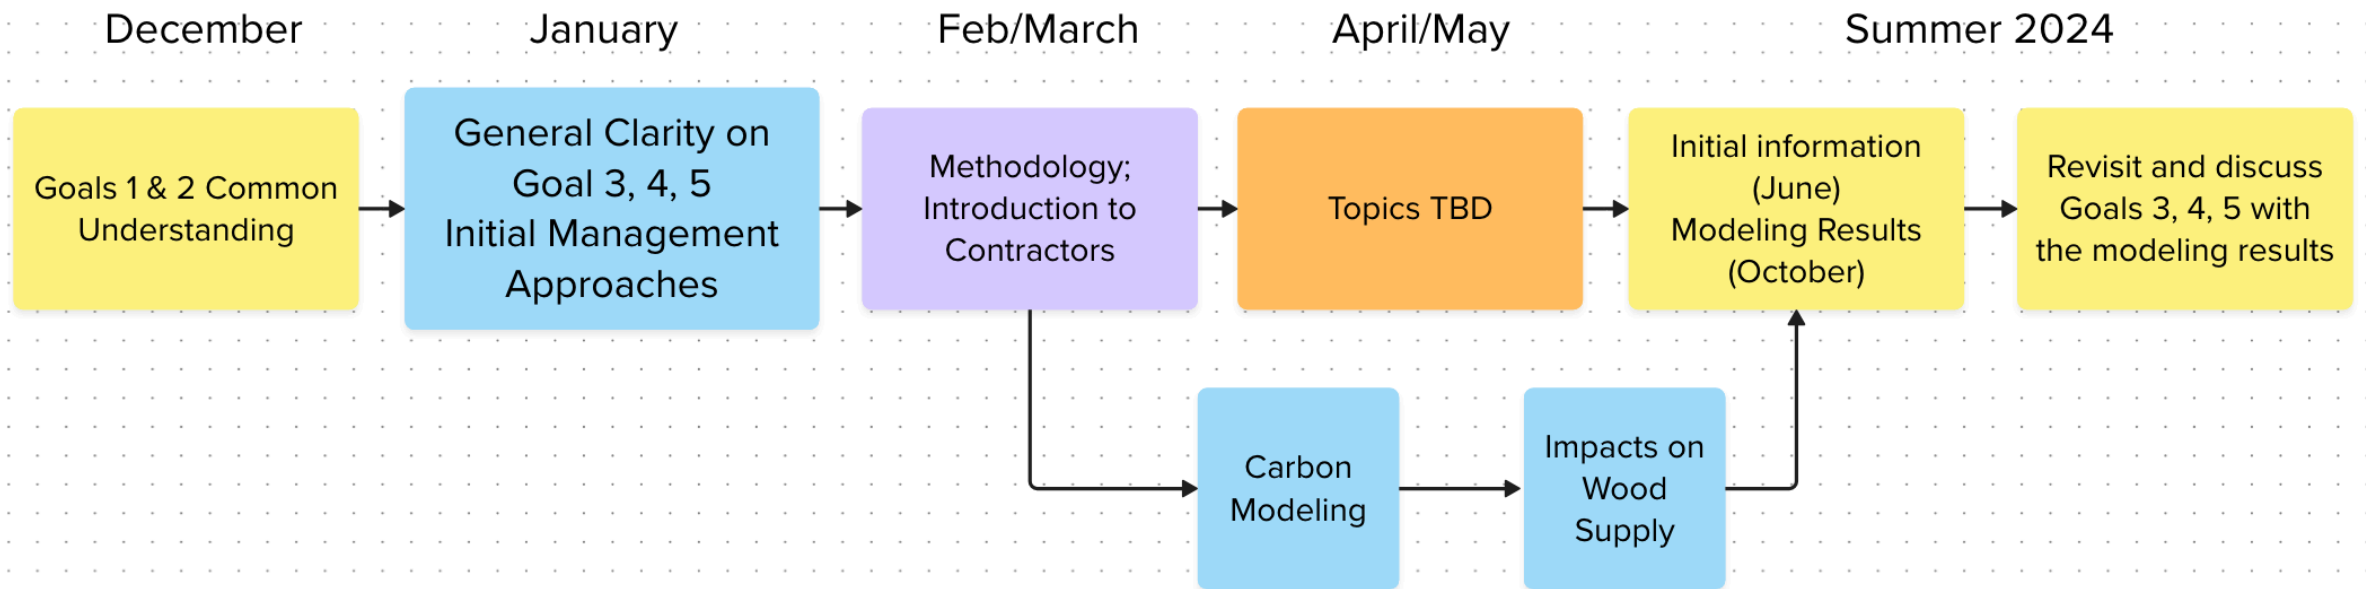 December
January
Feb/March
April/May
Summer 2024
Goals 1 & 2 Common
Understanding
General Clarity on
Goal 3, 4, 5
Initial Management
Approaches
Methodology;
Introduction to
Contractors
Topics TBD
Initial information
(June)
Modeling Results
(October)
Revisit and discuss
Goals 3, 4, 5 with
the modeling results
Carbon
Modeling
Impacts on
Wood
Supply